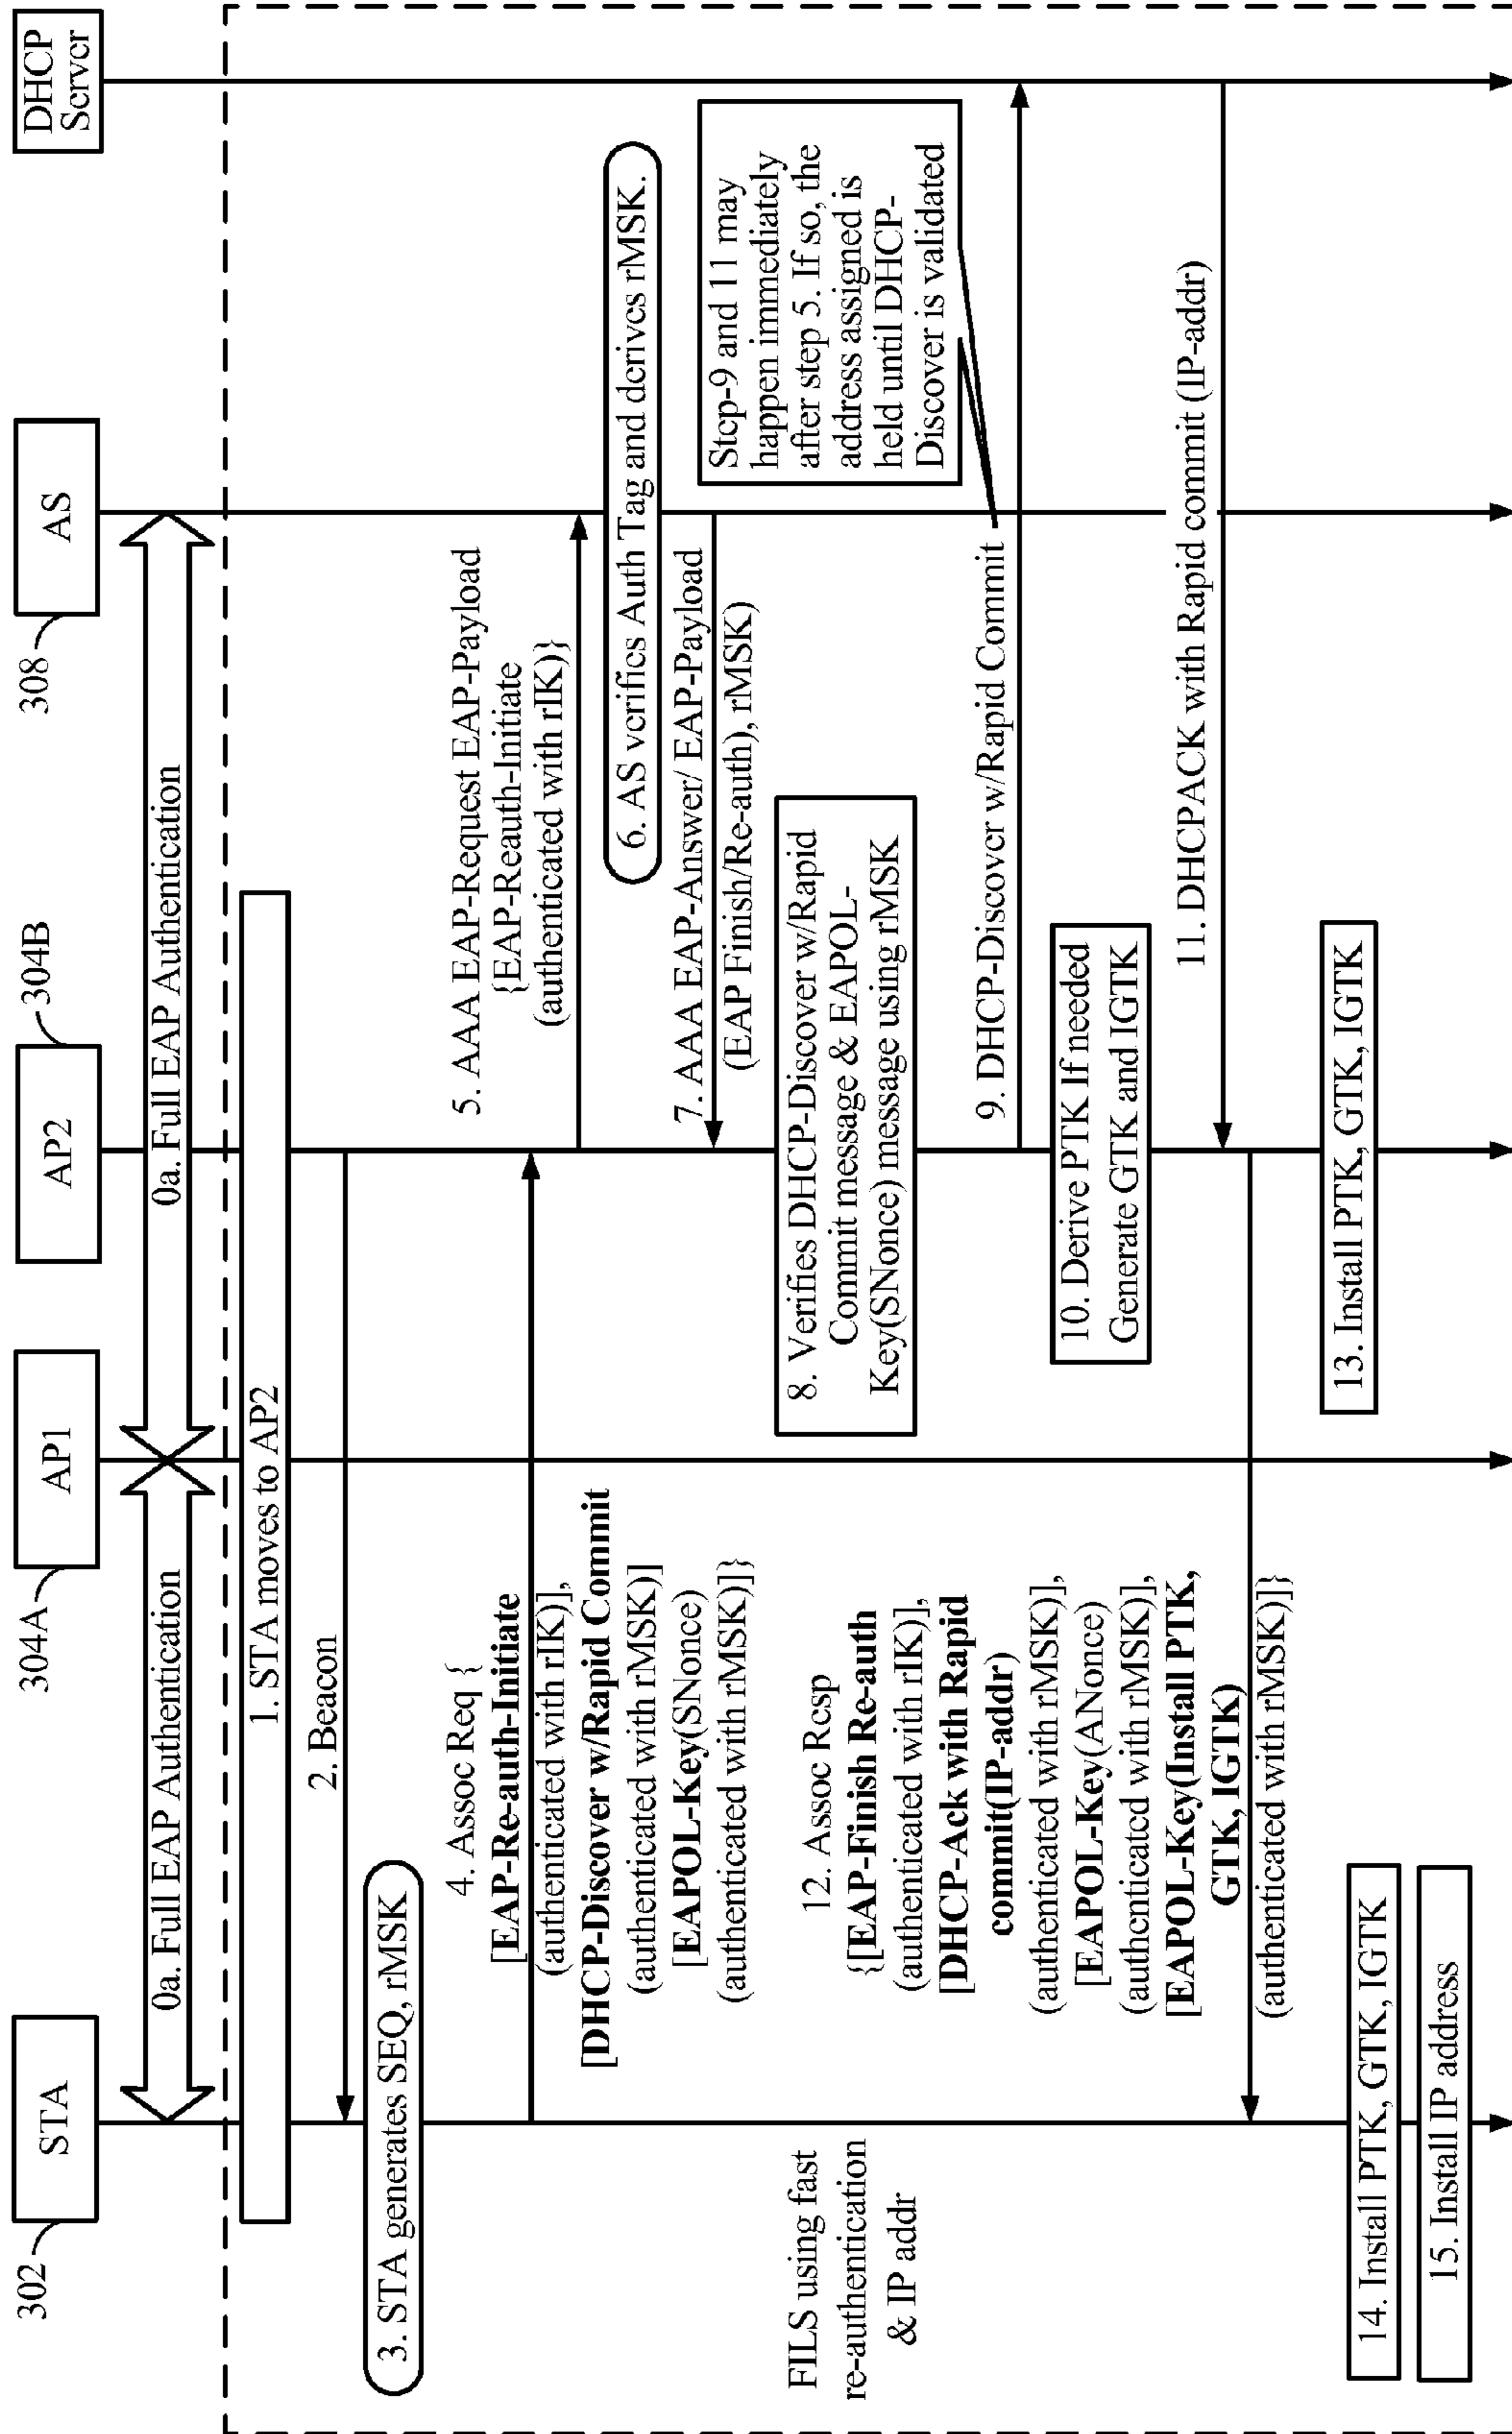 STA
302
AP1
304A
AP2
304B
AS
308
DHCP
Server
0a. Full EAP Authentication
0a. Full EAP Authentication
1. STA moves to AP2
2. Beacon
3. STA generates SEQ, rMSK
4. Assoc Req {
[EAP-Re-auth-Initiate
(authenticated with rIK)],
[DHCP-Discover w/Rapid Commit
(authenticated with rMSK)]
[EAPOL-Key(SNonce)
(authenticated with rMSK)]}
5. AAA EAP-Request EAP-Payload
{EAP-Reauth-Initiate
(authenticated with rIK)}
6. AS verifies Auth Tag and derives rMSK.
7. AAA EAP-Answer/ EAP-Payload
(EAP Finish/Re-auth), rMSK)
8. Verifies DHCP-Discover w/Rapid
Commit message & EAPOL-
Key(SNonce) message using rMSK
Step-9 and 11 may
happen immediately
after step 5. If so, the
address assigned is
held until DHCP-
Discover is validated
9. DHCP-Discover w/Rapid Commit
10. Derive PTK If needed
Generate GTK and IGTK
11. DHCPACK with Rapid commit (IP-addr)
12. Assoc Resp
{[EAP-Finish Re-auth
(authenticated with rIK)],
[DHCP-Ack with Rapid
commit(IP-addr)
(authenticated with rMSK)],
[EAPOL-Key(ANonce)
(authenticated with rMSK)],
[EAPOL-Key(Install PTK,
GTK, IGTK)
(authenticated with rMSK)]}
FILS using fast
re-authentication
& IP addr
13. Install PTK, GTK, IGTK
14. Install PTK, GTK, IGTK
15. Install IP address